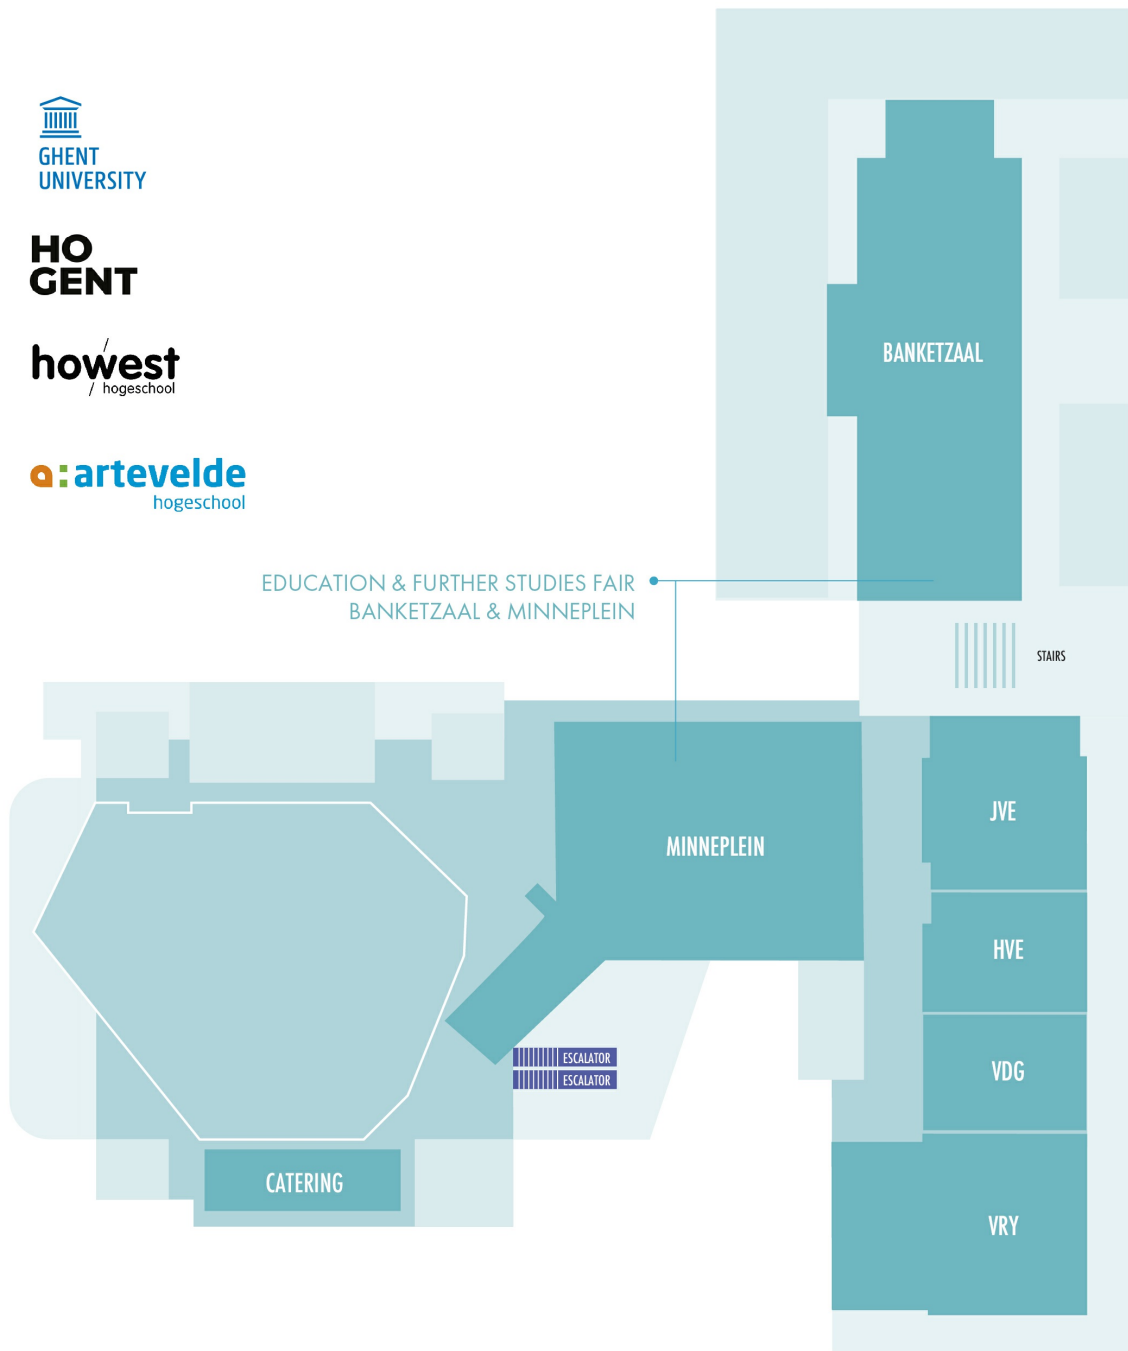 GHENT
UNIVERSITY
HO
GENT
howest
hogeschool
a:artevelde
hogeschool
BANKETZAAL
EDUCATION & FURTHER STUDIES FAIR
BANKETZAAL & MINNEPLEIN
STAIRS
JVE
MINNEPLEIN
HVE
ESCALATOR
ESCALATOR
VDG
CATERING
VRY